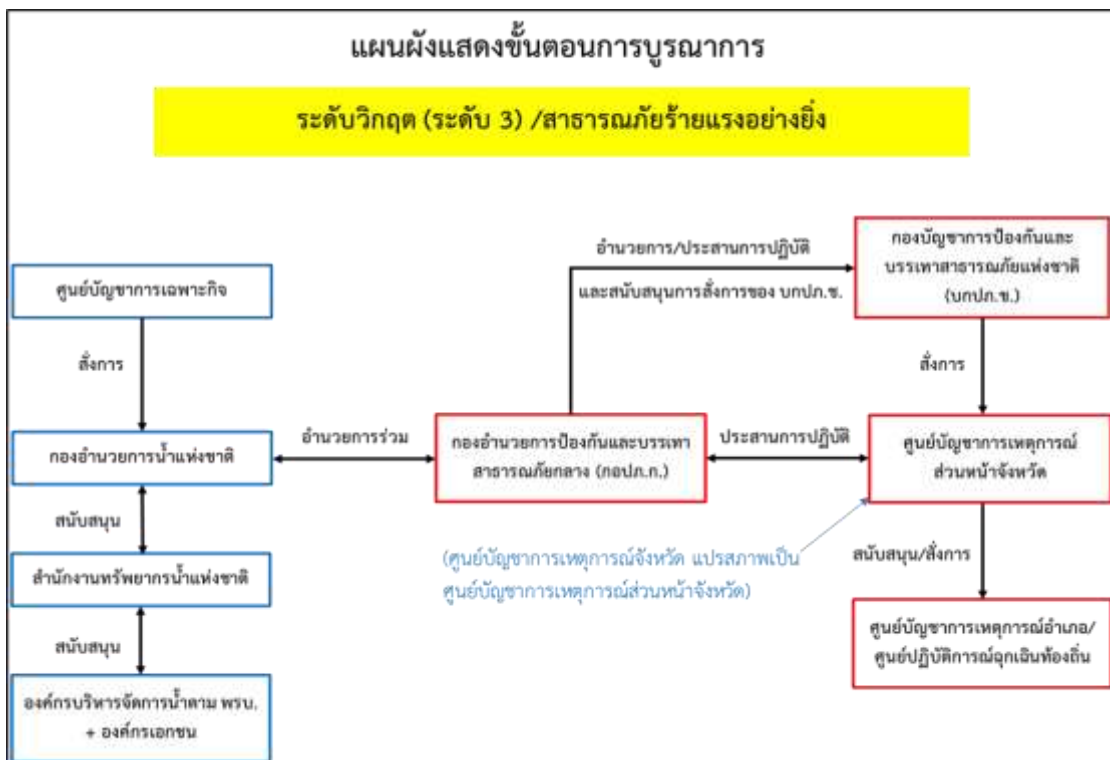 แผนผังแสดงขั้นตอนการบูรณาการ
ระดับวิกฤต (ระดับ 3) /สาธารณภัยร้ายแรงอย่างยิ่ง
ศูนย์บัญชาการเฉพาะกิจ
สั่งการ
กองอำนวยการน้ำแห่งชาติ
สนับสนุน
สำนักงานทรัพยากรน้ำแห่งชาติ
สนับสนุน
องค์กรบริหารจัดการน้ำตาม พรบ.
+ องค์กรเอกชน
อำนวยการร่วม
กองอำนวยการป้องกันและบรรเทา
สาธารณภัยกลาง (กอปภ.ก.)
อำนวยการ/ประสานการปฏิบัติ
และสนับสนุนการสั่งการของ บกปภ.ช.
ประสานการปฏิบัติ
กองบัญชาการป้องกันและ
บรรเทาสาธารณภัยแห่งชาติ
(บกปภ.ช.)
สั่งการ
ศูนย์บัญชาการเหตุการณ์
ส่วนหน้าจังหวัด
(ศูนย์บัญชาการเหตุการณ์จังหวัด แปรสภาพเป็น
ศูนย์บัญชาการเหตุการณ์ส่วนหน้าจังหวัด)
สนับสนุน/สั่งการ
ศูนย์บัญชาการเหตุการณ์อำเภอ/
ศูนย์ปฏิบัติการฉุกเฉินท้องถิ่น